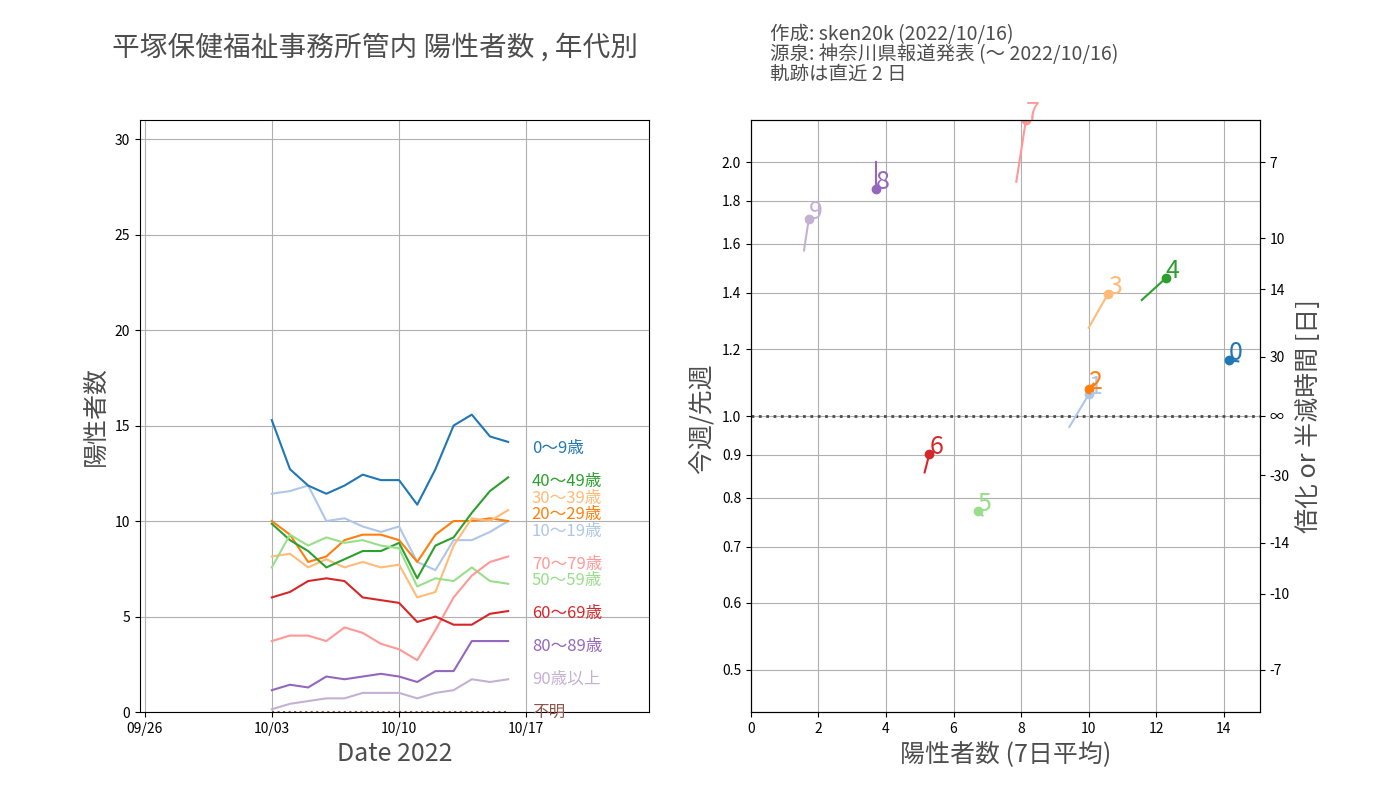 平塚保健福祉事務所管内 陽性者数 , 年代別
作成: sken20k (2022/10/16)
源泉: 神奈川県報道発表 (〜 2022/10/16)
軌跡は直近 2 日
陽性者数
30
25
20
15
10
5
0
09/26
10/03
10/10
10/17
Date 2022
0〜9歳
40〜49歳
30〜39歳
20〜29歳
10〜19歳
70〜79歳
50〜59歳
60〜69歳
80〜89歳
90歳以上
不明
今週/先週
2.0
1.8
1.6
1.4
1.2
1.0
0.9
0.8
0.7
0.6
0.5
0
2
4
6
8
10
12
14
陽性者数 (7日平均)
7
8
9
3
4
0
2
1
6
5
7
10
14
30
∞
-30
-14
-10
-7
倍化 or 半減時間 [日]